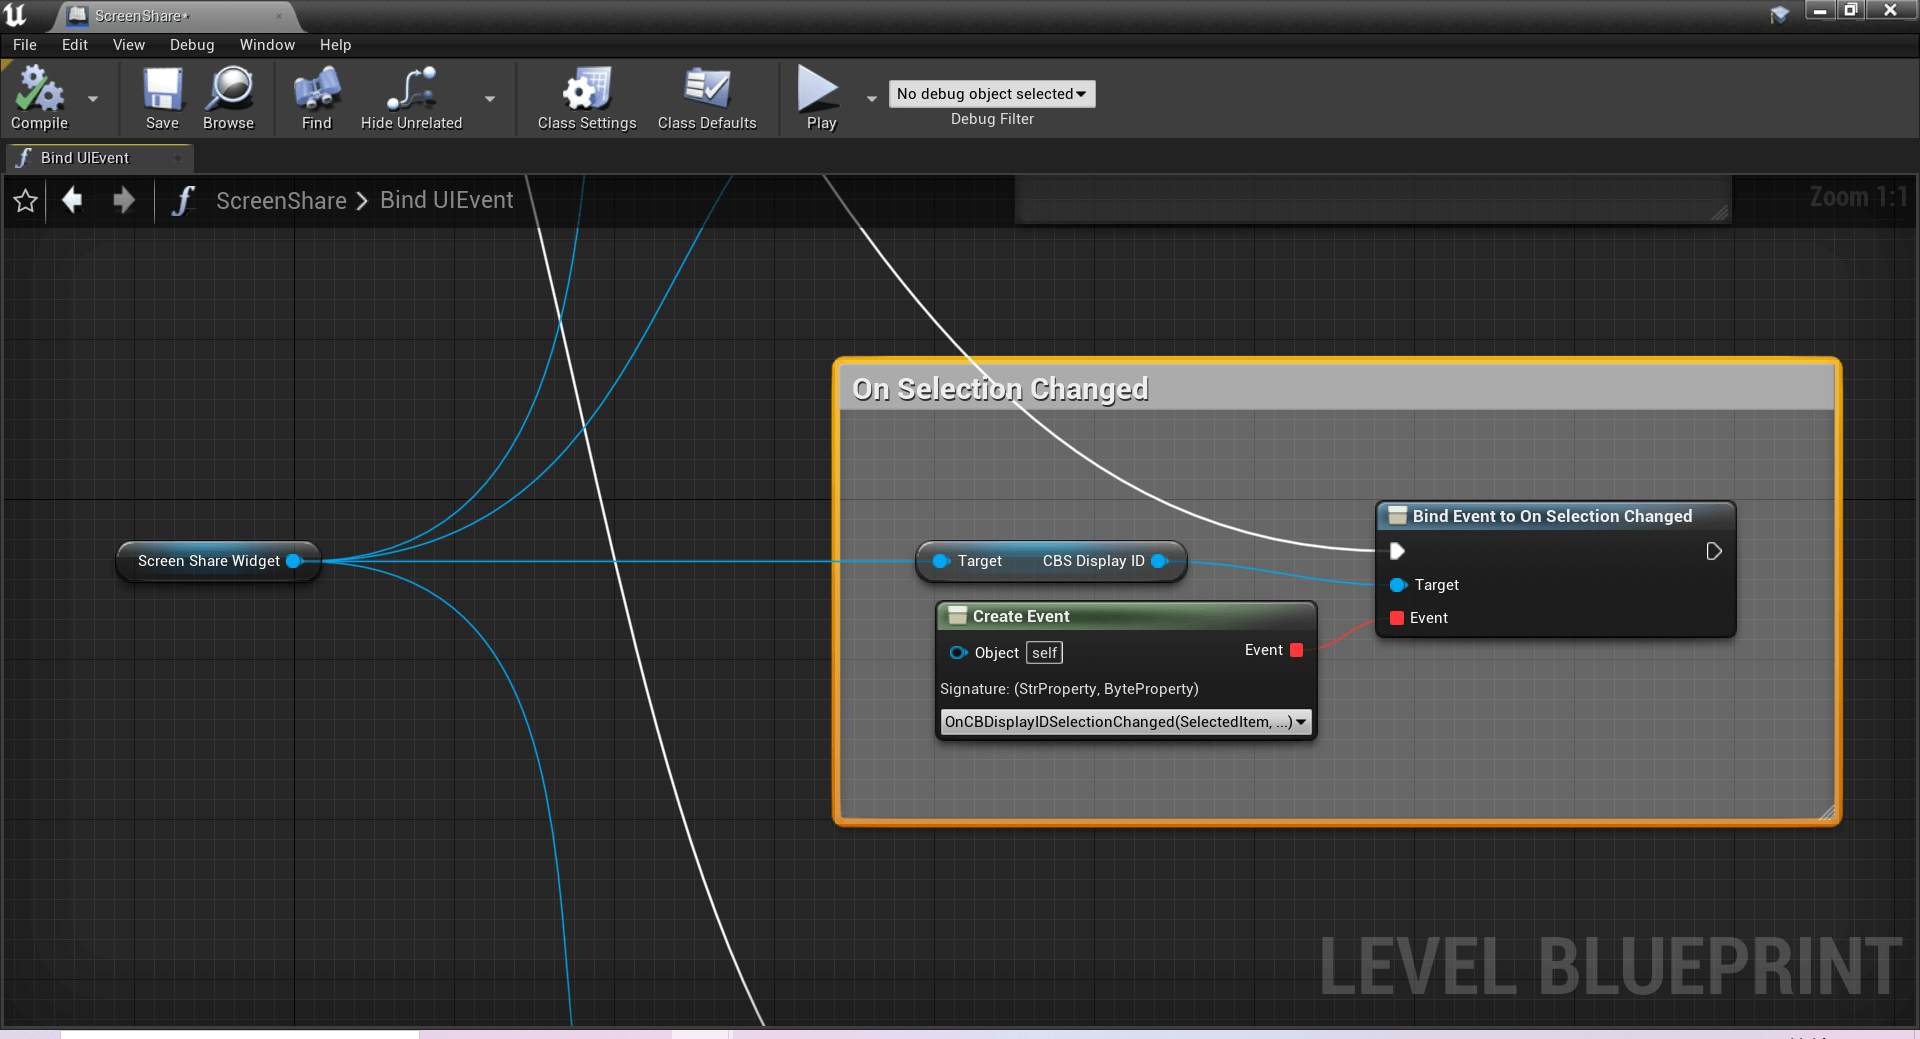 ScreenShare*
File Edit View Debug Window Help
Compile Save Browse Find Hide Unrelated Class Settings Class Defaults Play
No debug object selected
Debug Filter
Bind UIEvent
ScreenShare > Bind UIEvent
Zoom 1:1
On Selection Changed
Bind Event to On Selection Changed
Target
Event
Screen Share Widget
Target CBS Display ID
Create Event
Object self
Event
Signature: (StrProperty, ByteProperty)
OnCBDisplayIDSelectionChanged(SelectedItem, ...)
LEVEL BLUEPRINT